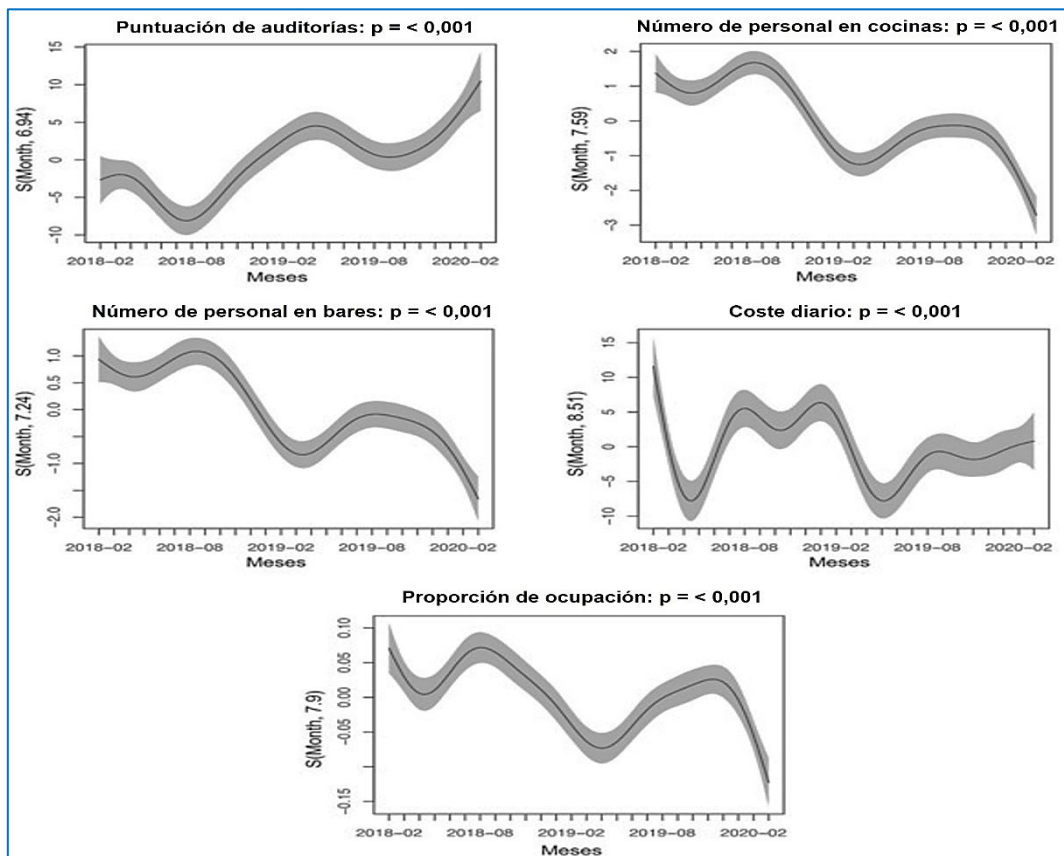 Puntuación de auditorías: p = < 0,001
S(Month, 6.94)
15
10
5
0
-5
-10
2018-02 2018-08 2019-02 2019-08 2020-02
Meses
Número de personal en cocinas: p = < 0,001
S(Month, 7.59)
2
1
0
-1
-2
-3
2018-02 2018-08 2019-02 2019-08 2020-02
Meses
Número de personal en bares: p = < 0,001
S(Month, 7.24)
1.0
0.5
0.0
-1.0
-2.0
2018-02 2018-08 2019-02 2019-08 2020-02
Meses
Coste diario: p = < 0,001
S(Month, 8.51)
15
10
5
0
-5
-10
2018-02 2018-08 2019-02 2019-08 2020-02
Meses
Proporción de ocupación: p = < 0,001
S(Month, 7.9)
0.10
0.05
0.00
-0.05
-0.15
2018-02 2018-08 2019-02 2019-08 2020-02
Meses